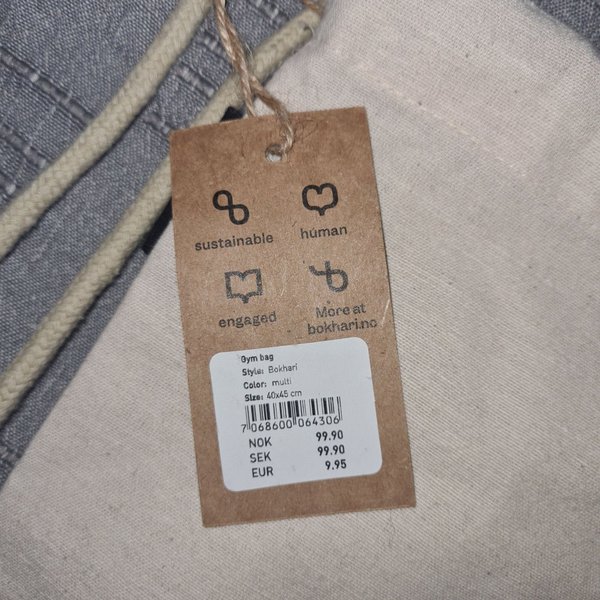 sustainable
human
engaged
More at
bokhari.no
Gym bag
Style: Bokhari
Color: multi
Size: 40x45 cm
7 068600 064306
NOK 99.90
SEK 99.90
EUR 9.95